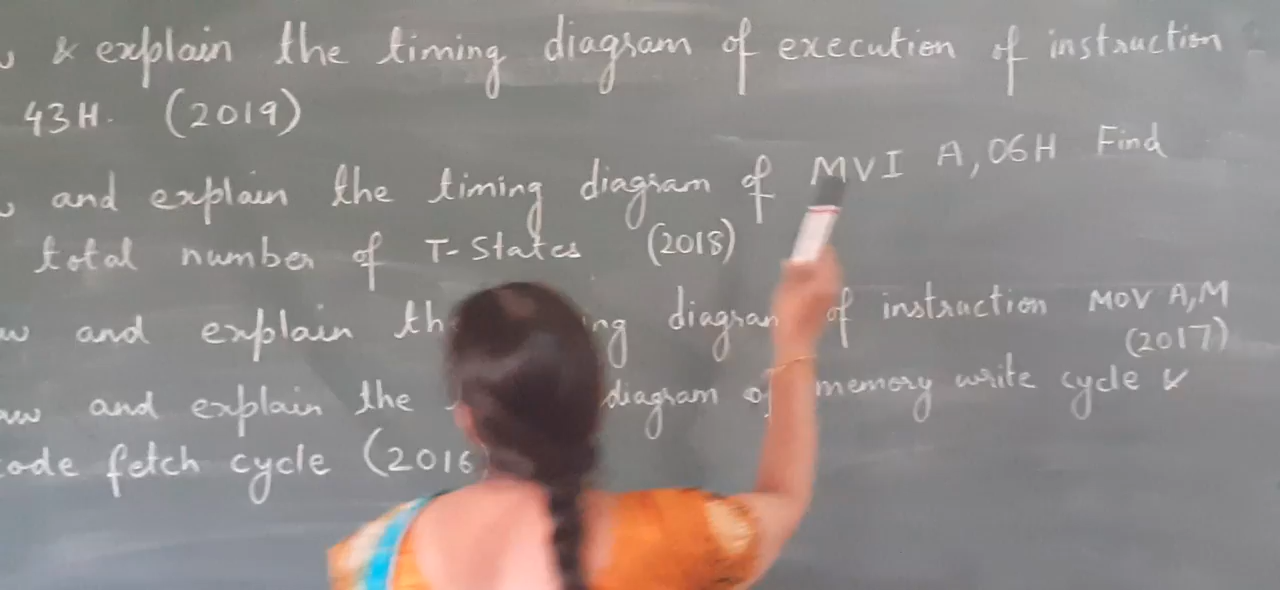 & explain the timing diagram of execution of instruction
43H. (2019)
and explain the timing diagram of MVI A,06H Find
total number of T-States (2018)
and explain diagram of instruction MOV A,M
(2017)
and explain the diagram of memory write cycle &
fetch cycle (2016